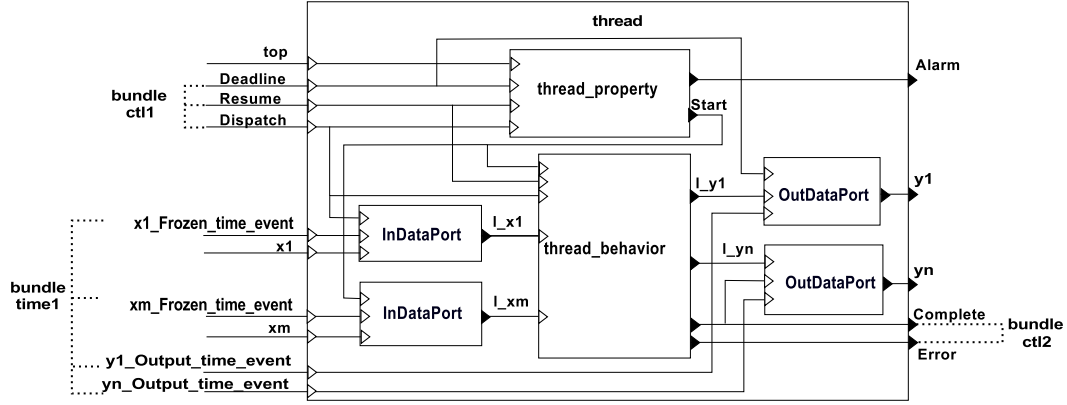 thread
top
Deadline
bundle
ctl1
Resume
Dispatch
thread_property
Start
Alarm
x1_Frozen_time_event
x1
InDataPort
l_x1
thread_behavior
l_y1
OutDataPort
y1
bundle
time1
xm_Frozen_time_event
xm
InDataPort
l_xm
l_yn
OutDataPort
yn
Complete
bundle
ctl2
Error
y1_Output_time_event
yn_Output_time_event